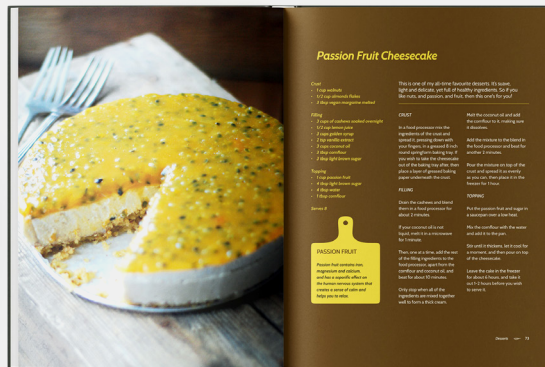 Passion Fruit Cheesecake
Crust
- 1 cup walnuts
- 1/2 cup almonds flakes
- 3 tbsp vegan margarine melted
Filling
- 2 cups of cashews soaked overnight
- 1/2 cup lemon juice
- 3 cups golden syrup
- 2 tsp vanilla extract
- 3 cups coconut oil
- 3 tbsp cornflour
- 2 tbsp light brown sugar
Topping
- 1 cup passion fruit
- 4 tbsp light brown sugar
- 4 tbsp water
- 1 tbsp cornflour
Serves 8
PASSION FRUIT
Passion fruit contains iron,
magnesium and calcium,
and has a soporific effect on
the human nervous system that
creates a sense of calm and
helps you to relax.
This is one of my all-time favourite desserts. It's suave,
light and delicate, yet full of healthy ingredients. So if you
like nuts, and passion, and fruit, then this one's for you!
CRUST
In a food processor mix the
ingredients of the crust and
spread it, pressing down with
your fingers, in a greased 8 inch
round springform baking tray. If
you wish to take the cheesecake
out of the baking tray after, then
place a layer of greased baking
paper underneath the crust.
FILLING
Drain the cashews and blend
them in a food processor for
about 2 minutes.
If your coconut oil is not
liquid, melt it in a microwave
for 1 minute.
Then, one at a time, add the rest
of the filling ingredients to the
food processor, apart from the
cornflour and coconut oil, and
beat for about 10 minutes.
Only stop when all of the
ingredients are mixed together
well to form a thick cream.
Melt the coconut oil and add
the cornflour to it, making sure
it dissolves.
Add the mixture to the blend in
the food processor and beat for
another 2 minutes.
Pour the mixture on top of the
crust and spread it as evenly
as you can, then place it in the
freezer for 1 hour.
TOPPING
Put the passion fruit and sugar in
a saucepan over a low heat.
Mix the cornflour with the water
and add it to the pan.
Stir until it thickens, let it cool for
a moment, and then pour on top
of the cheesecake.
Leave the cake in the freezer
for about 6 hours, and take it
out 1-2 hours before you wish
to serve it.
Desserts 73